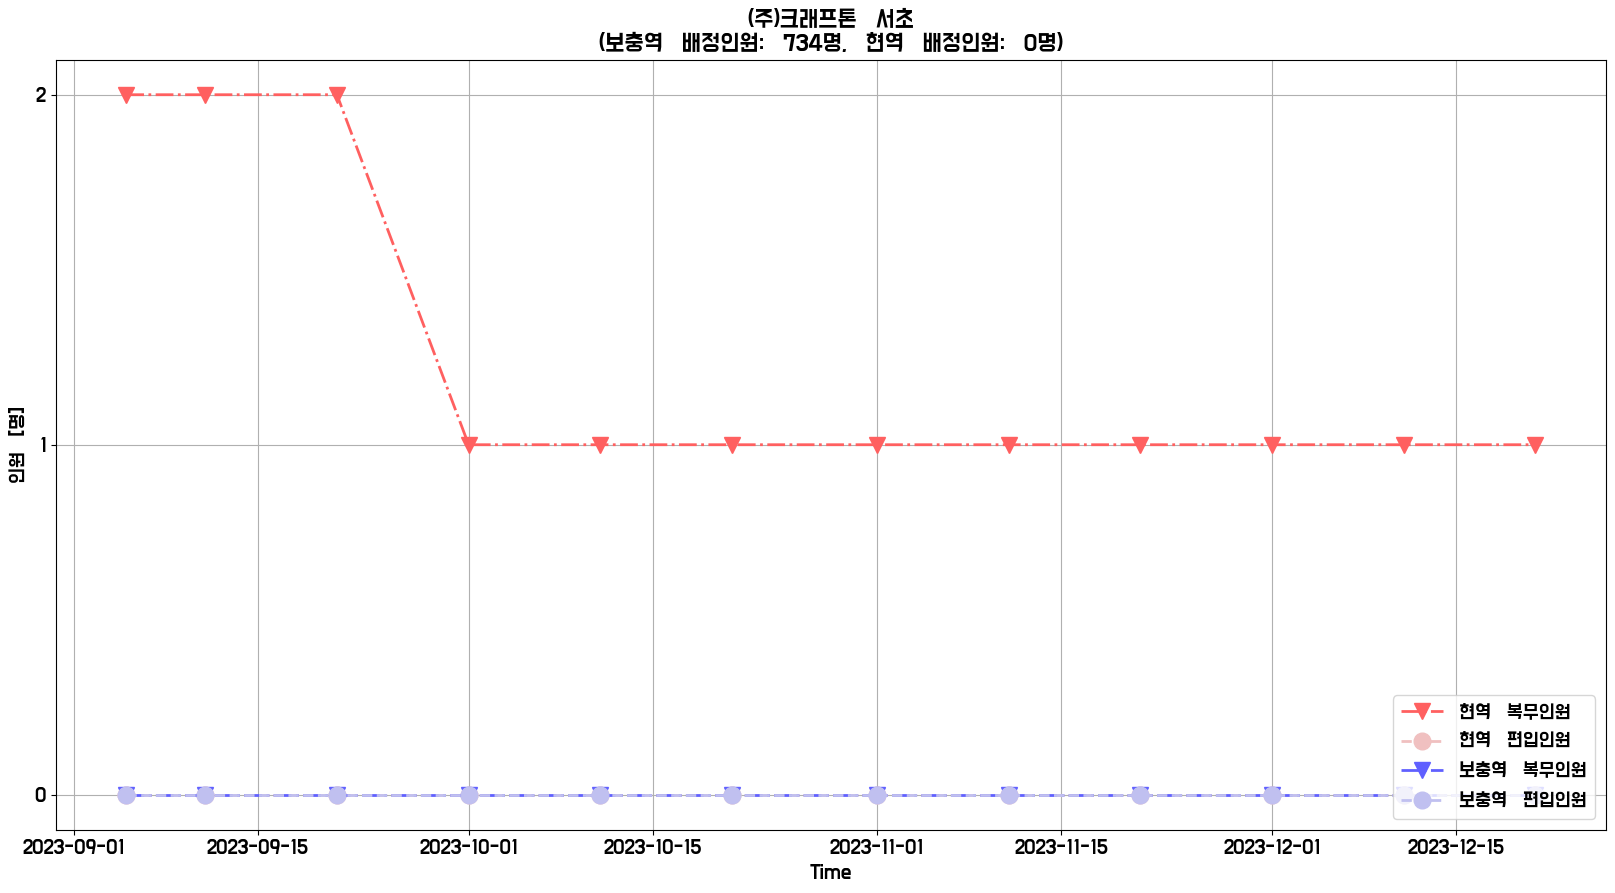 (주)크래프톤 서초
(보충역 배정인원: 734명, 현역 배정인원: 0명)
인원 [명]
2
1
0
2023-09-01 2023-09-15 2023-10-01 2023-10-15 2023-11-01 2023-11-15 2023-12-01 2023-12-15
Time
현역 복무인원
현역 편입인원
보충역 복무인원
보충역 편입인원